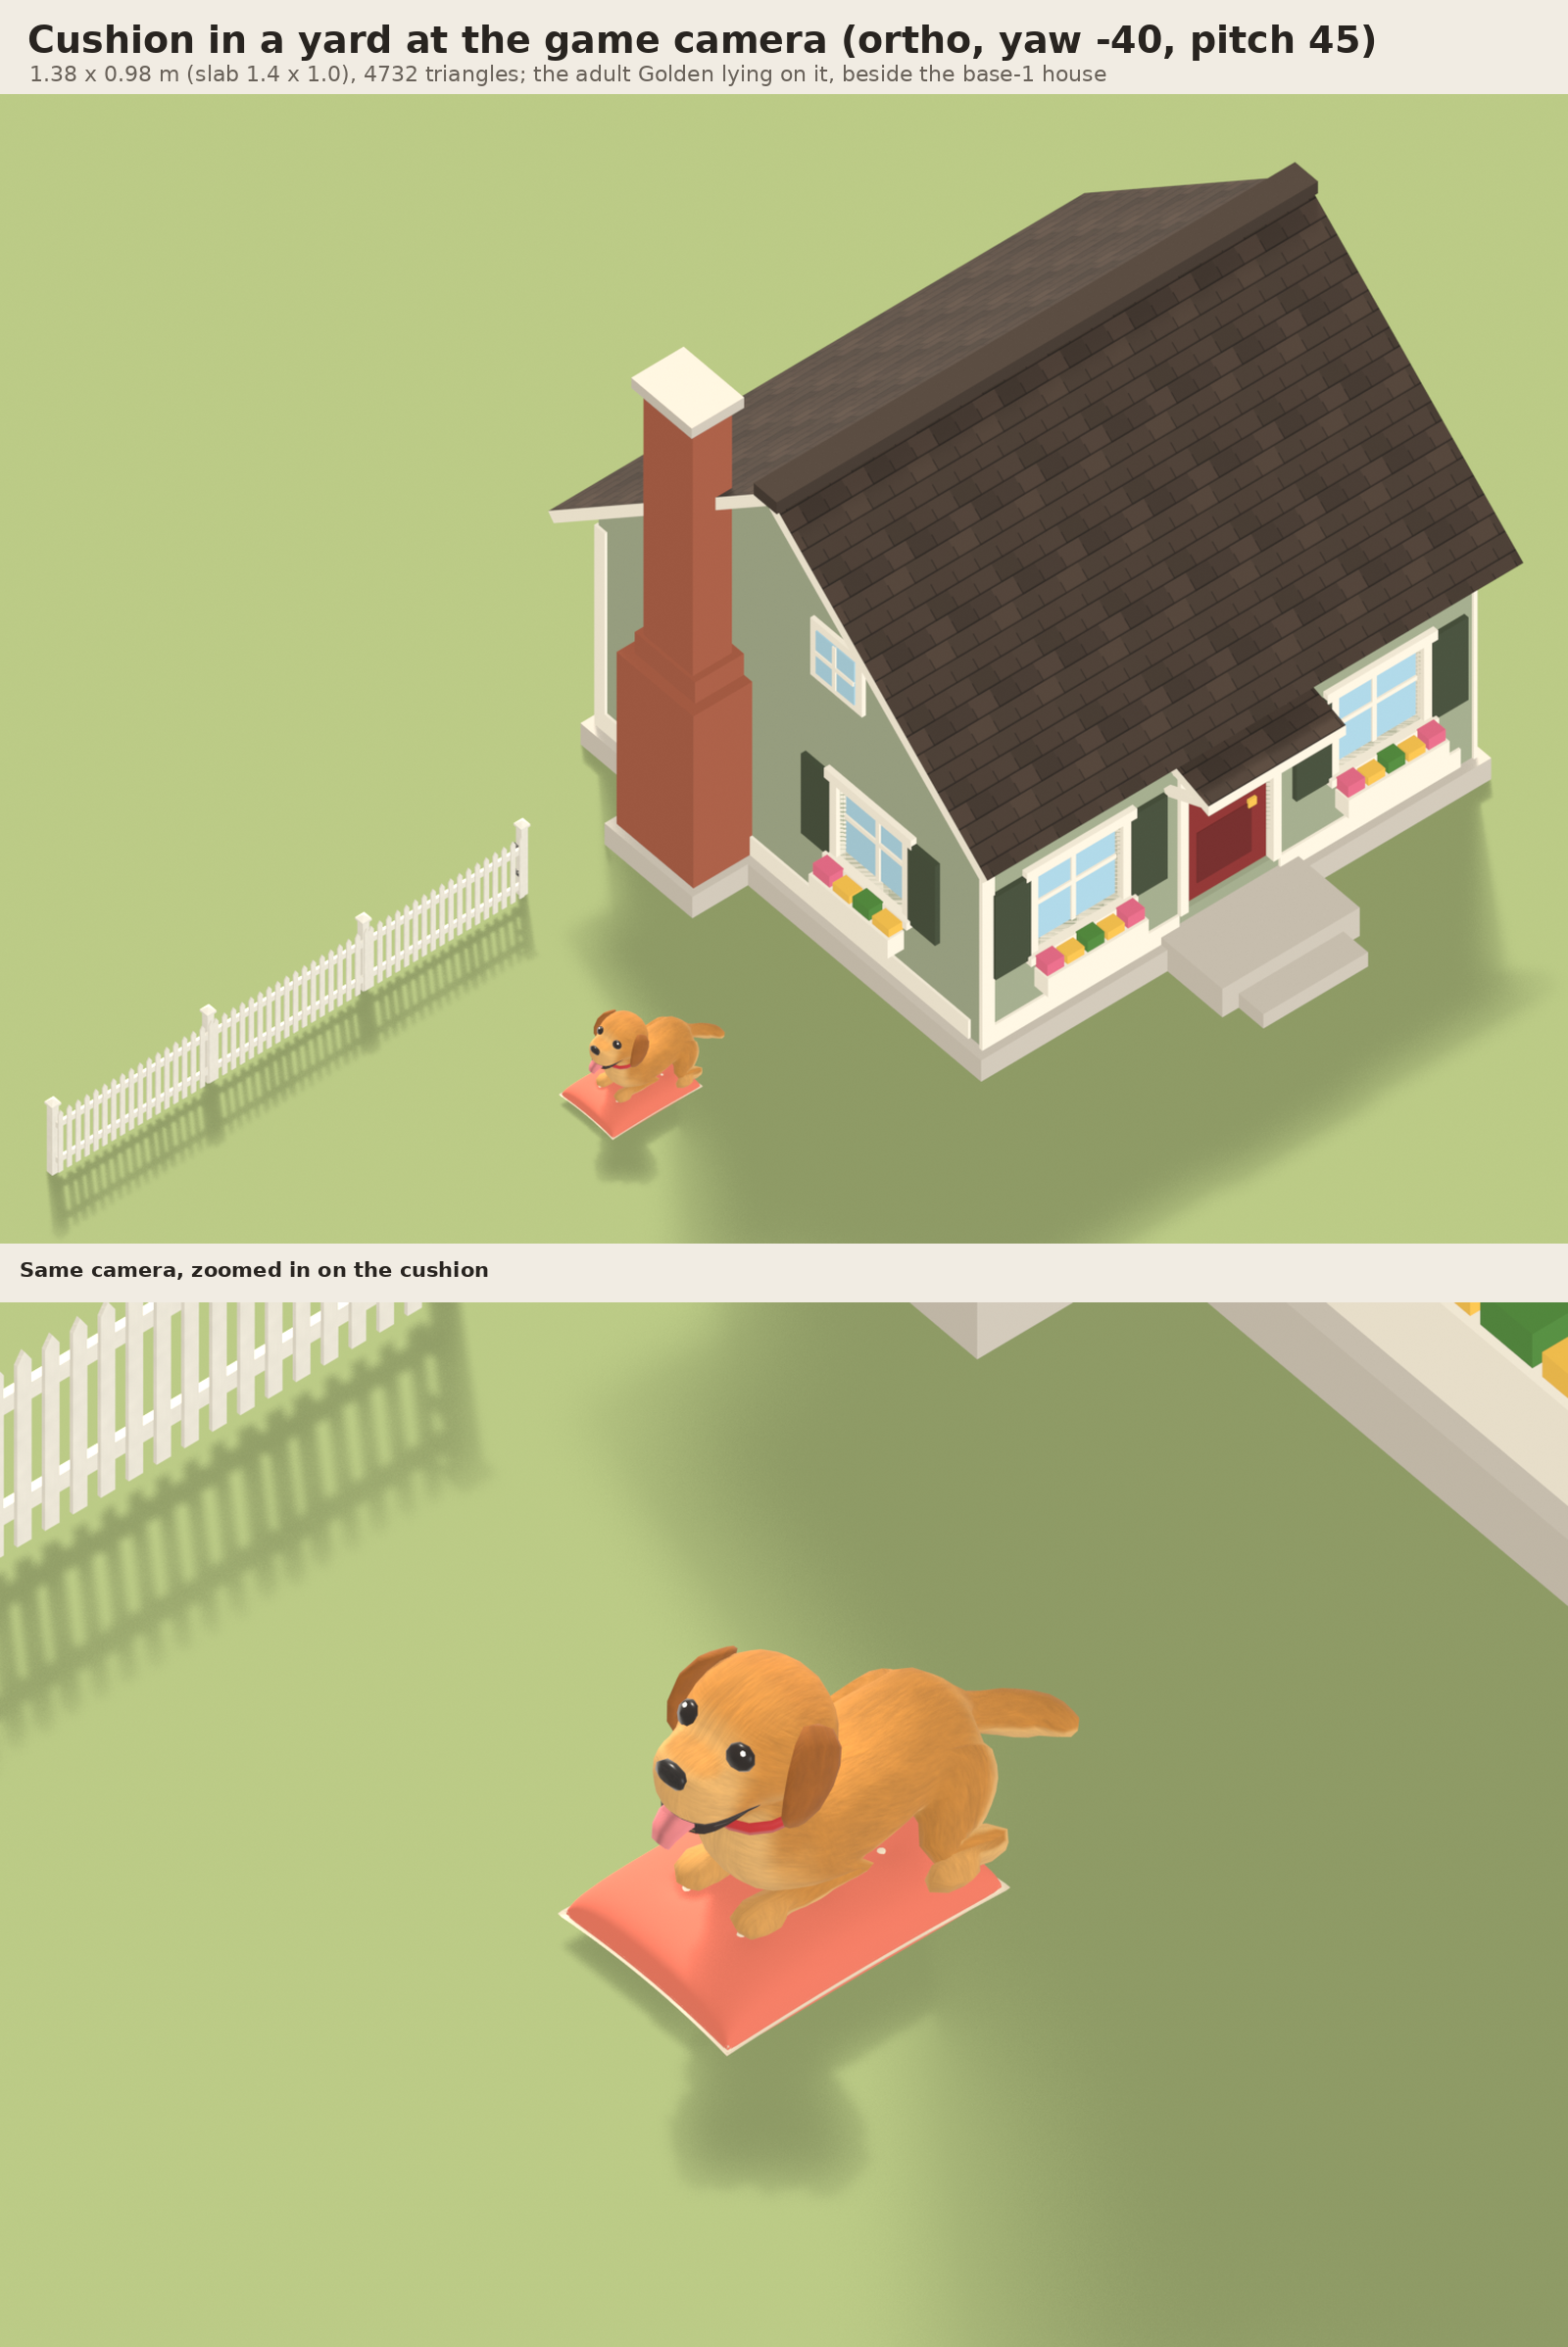 Cushion in a yard at the game camera (ortho, yaw -40, pitch 45)
1.38 x 0.98 m (slab 1.4 x 1.0), 4732 triangles; the adult Golden lying on it, beside the base-1 house
Same camera, zoomed in on the cushion